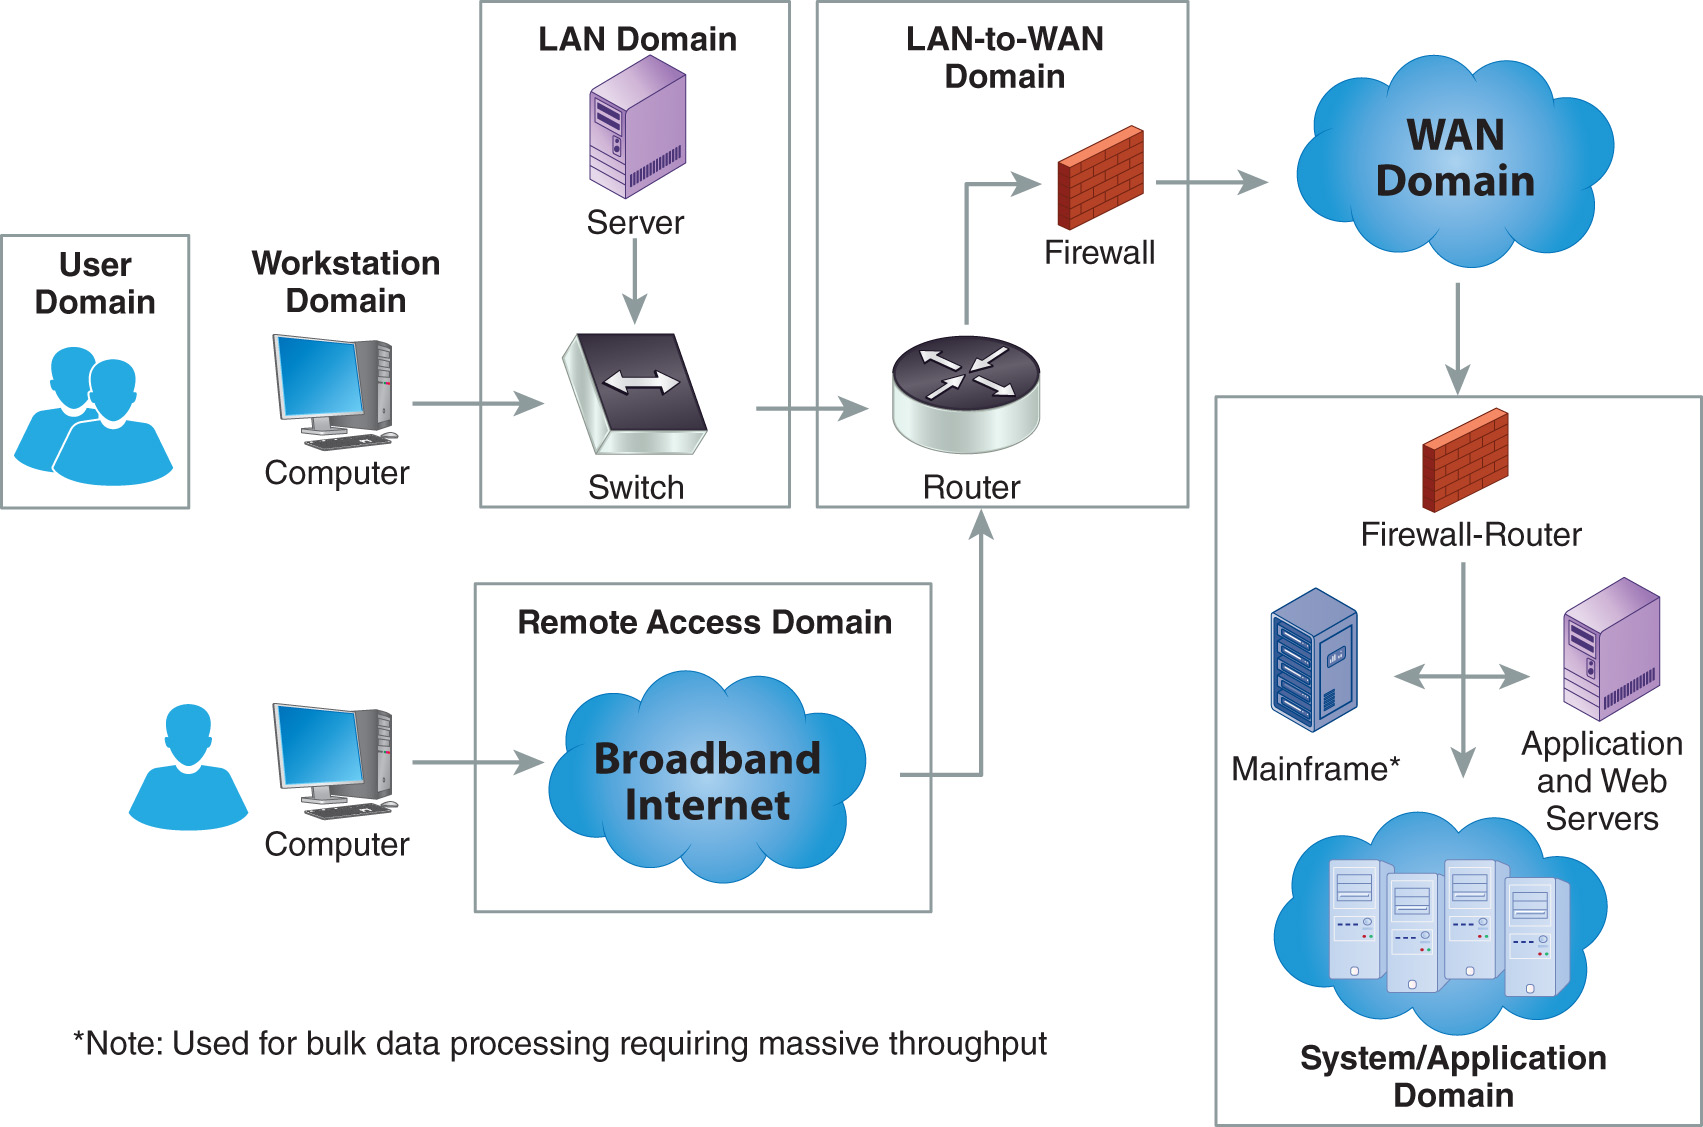 LAN Domain
Server
Switch
LAN-to-WAN
Domain
Firewall
Router
WAN
Domain
User
Domain
Workstation
Domain
Computer
Remote Access Domain
Broadband
Internet
Computer
Firewall-Router
Mainframe*
Application
and Web
Servers
System/Application
Domain
*Note: Used for bulk data processing requiring massive throughput